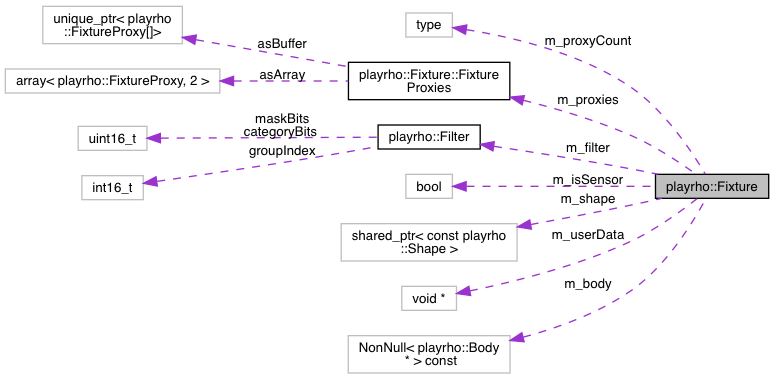 unique_ptr< playrho
::FixtureProxy[]>
type
m_proxyCount
asBuffer
array< playrho::FixtureProxy, 2 >
asArray
playrho::Fixture::Fixture
Proxies
m_proxies
maskBits
categoryBits
uint16_t
playrho::Filter
m_filter
groupIndex
int16_t
bool
m_isSensor
playrho::Fixture
m_shape
shared_ptr< const playrho
::Shape >
m_userData
void *
m_body
NonNull< playrho::Body
* > const